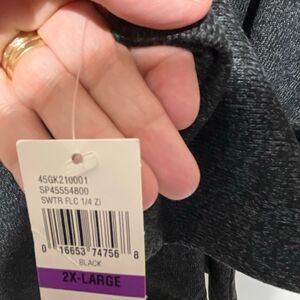 45GK210001
SP45554800
SWTR FLC 1/4 ZI
0 16653 74756 8
BLACK
2X-LARGE